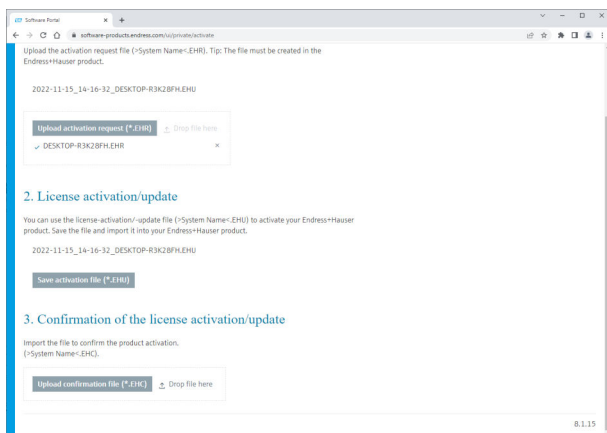 Software Portal
software-products.endress.com/ui/private/activate
Upload the activation request file (>System Name<.EHR). Tip: The file must be created in the
Endress+Hauser product.
2022-11-15_14-16-32_DESKTOP-R3K28FH.EHU
Upload activation request (*.EHR) Drop file here
DESKTOP-R3K28FH.EHR
2. License activation/update
You can use the license-activation/-update file (>System Name<.EHU) to activate your Endress+Hauser
product. Save the file and import it into your Endress+Hauser product.
2022-11-15_14-16-32_DESKTOP-R3K28FH.EHU
Save activation file (*.EHU)
3. Confirmation of the license activation/update
Import the file to confirm the product activation.
(>System Name<.EHC).
Upload confirmation file (*.EHC) Drop file here
8.1.15